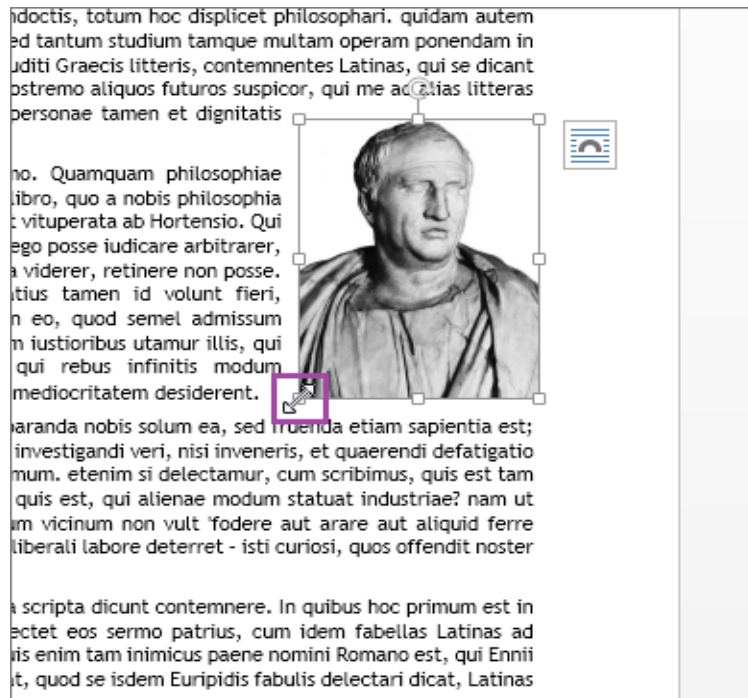 ndoctis, totum hoc displicet philosophari. quidam autem
ed tantum studium tamque multam operam ponendam in
uditi Graecis litteris, contemnentes Latinas, qui se dicant
ostremo aliquos futuros suspicor, qui me ad alias litteras
personae tamen et dignitatis
no. Quamquam philosophiae
libro, quo a nobis philosophia
t vituperata ab Hortensio. Qui
ego posse iudicare arbitrarer,
a viderer, retinere non posse.
tius tamen id volunt fieri,
n eo, quod semel admissum
m iustioribus utamur illis, qui
qui rebus infinitis modum
mediocritatem desiderent.
paranda nobis solum ea, sed fruenda etiam sapientia est;
investigandi veri, nisi inveneris, et quaerendi defatigatio
mum. etenim si delectamur, cum scribimus, quis est tam
quis est, qui alienae modum statuat industriae? nam ut
um vicinum non vult 'fodere aut arare aut aliquid ferre
liberali labore deterret - isti curiosi, quos offendit noster
a scripta dicunt contemnere. In quibus hoc primum est in
ectet eos sermo patrius, cum idem fabellas Latinas ad
uis enim tam inimicus paene nomini Romano est, qui Ennii
at, quod se isdem Euripidis fabulis delectari dicat, Latinas